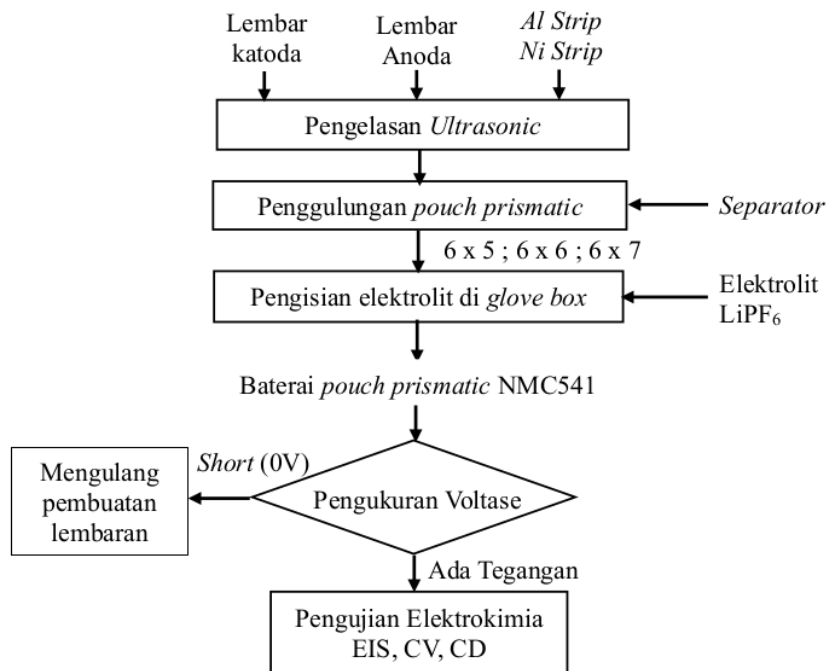 Lembar
katoda
Lembar
Anoda
Al Strip
Ni Strip
Pengelasan Ultrasonic
Penggulungan pouch prismatic
Separator
6 x 5 ; 6 x 6 ; 6 x 7
Pengisian elektrolit di glove box
Elektrolit
LiPF₆
Baterai pouch prismatic NMC541
Short (0V)
Mengulang
pembuatan
lembaran
Pengukuran Voltase
Ada Tegangan
Pengujian Elektrokimia
EIS, CV, CD